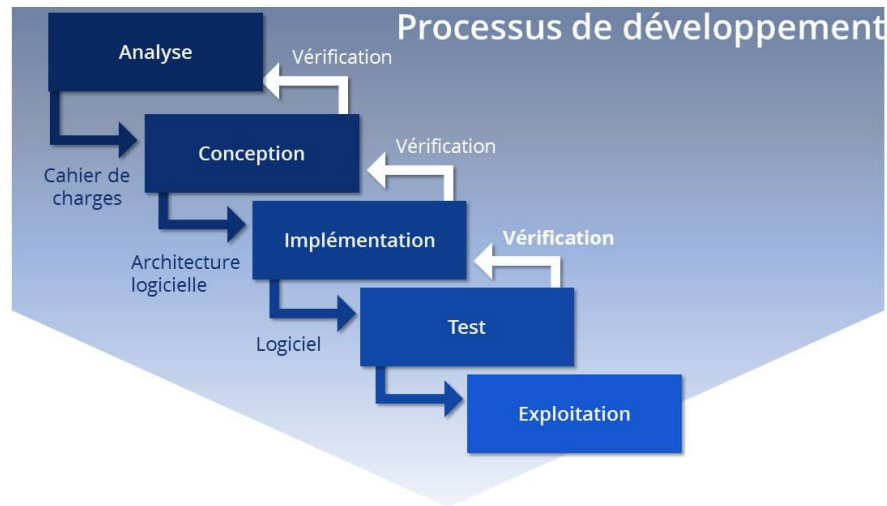 Processus de développement
Analyse
Vérification
Conception
Vérification
Cahier de
charges
Implémentation
Vérification
Architecture
logicielle
Test
Logiciel
Exploitation